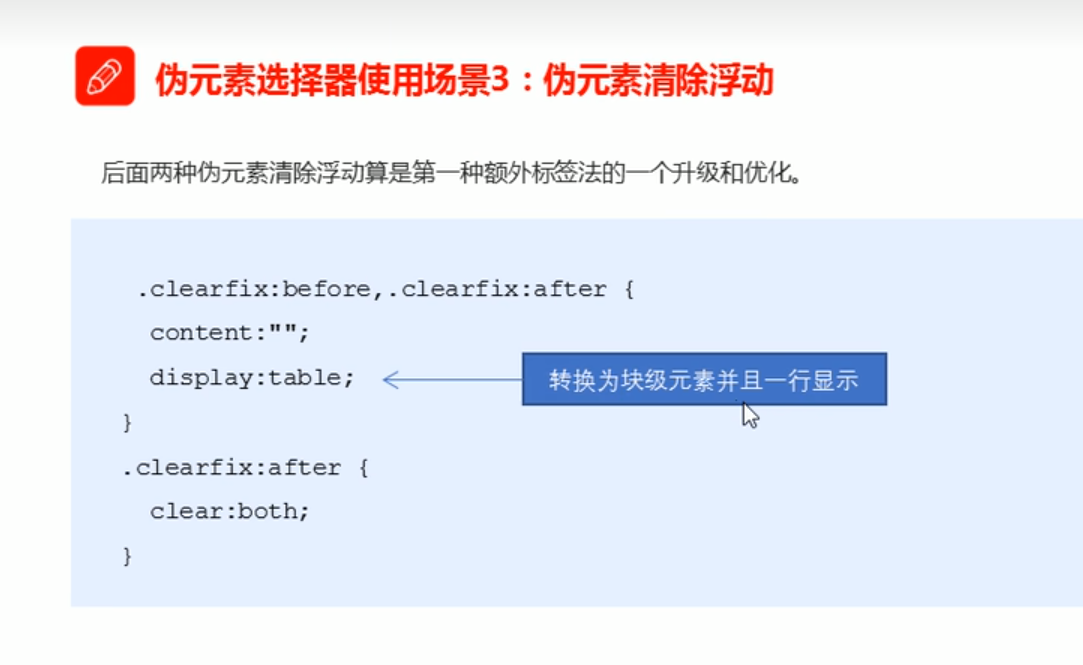 伪元素选择器使用场景3：伪元素清除浮动
后面两种伪元素清除浮动算是第一种额外标签法的一个升级和优化。
.clearfix:before,.clearfix:after {
content:"";
display:table;
转换为块级元素并且一行显示
}
.clearfix:after {
clear:both;
}